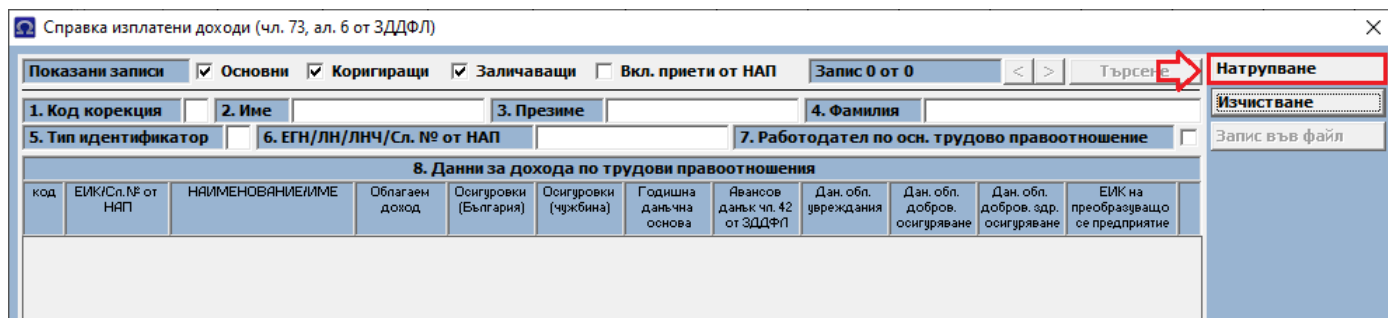 Справка изплатени доходи (чл. 73, ал. 6 от ЗДДФЛ)
Показани записи Основни Коригиращи Заличаващи Вкл. приети от НАП Запис 0 от 0 < > Търсене Натрупване
1. Код корекция 2. Име 3. Презиме 4. Фамилия Изчистване
5. Тип идентификатор 6. ЕГН/ЛН/ЛНЧ/Сл. № от НАП 7. Работодател по осн. трудово правоотношение Запис във файл
8. Данни за дохода по трудови правоотношения
код ЕИК/Сл.№ от НАИМЕНОВАНИЕ/ИМЕ Облагаем Осигуровки Осигуровки Годишна Авансов Дан. обл. Дан. обл. Дан. обл. ЕИК на
НАП доход (България) (чужбина) данъчна данък чл. 42 увреждания добров. добров. здр. преобразуващо
основа от ЗДДФЛ осигуряване осигуряване се предприятие